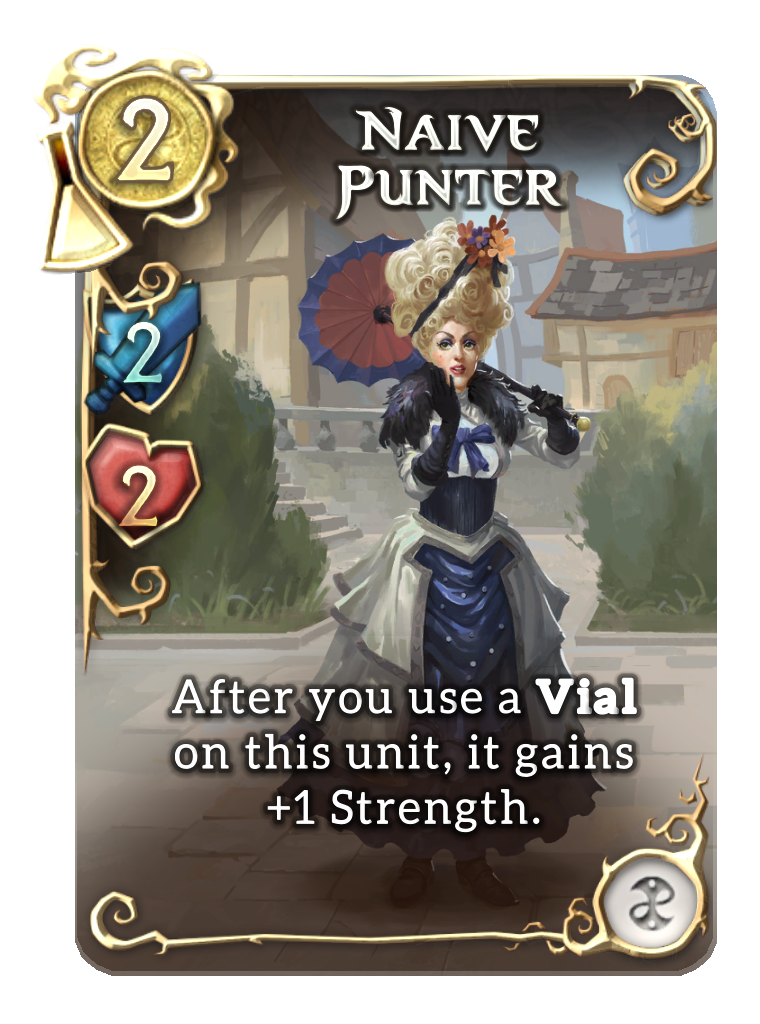 2
NAIVE
PUNTER
2
2
After you use a Vial
on this unit, it gains
+1 Strength.